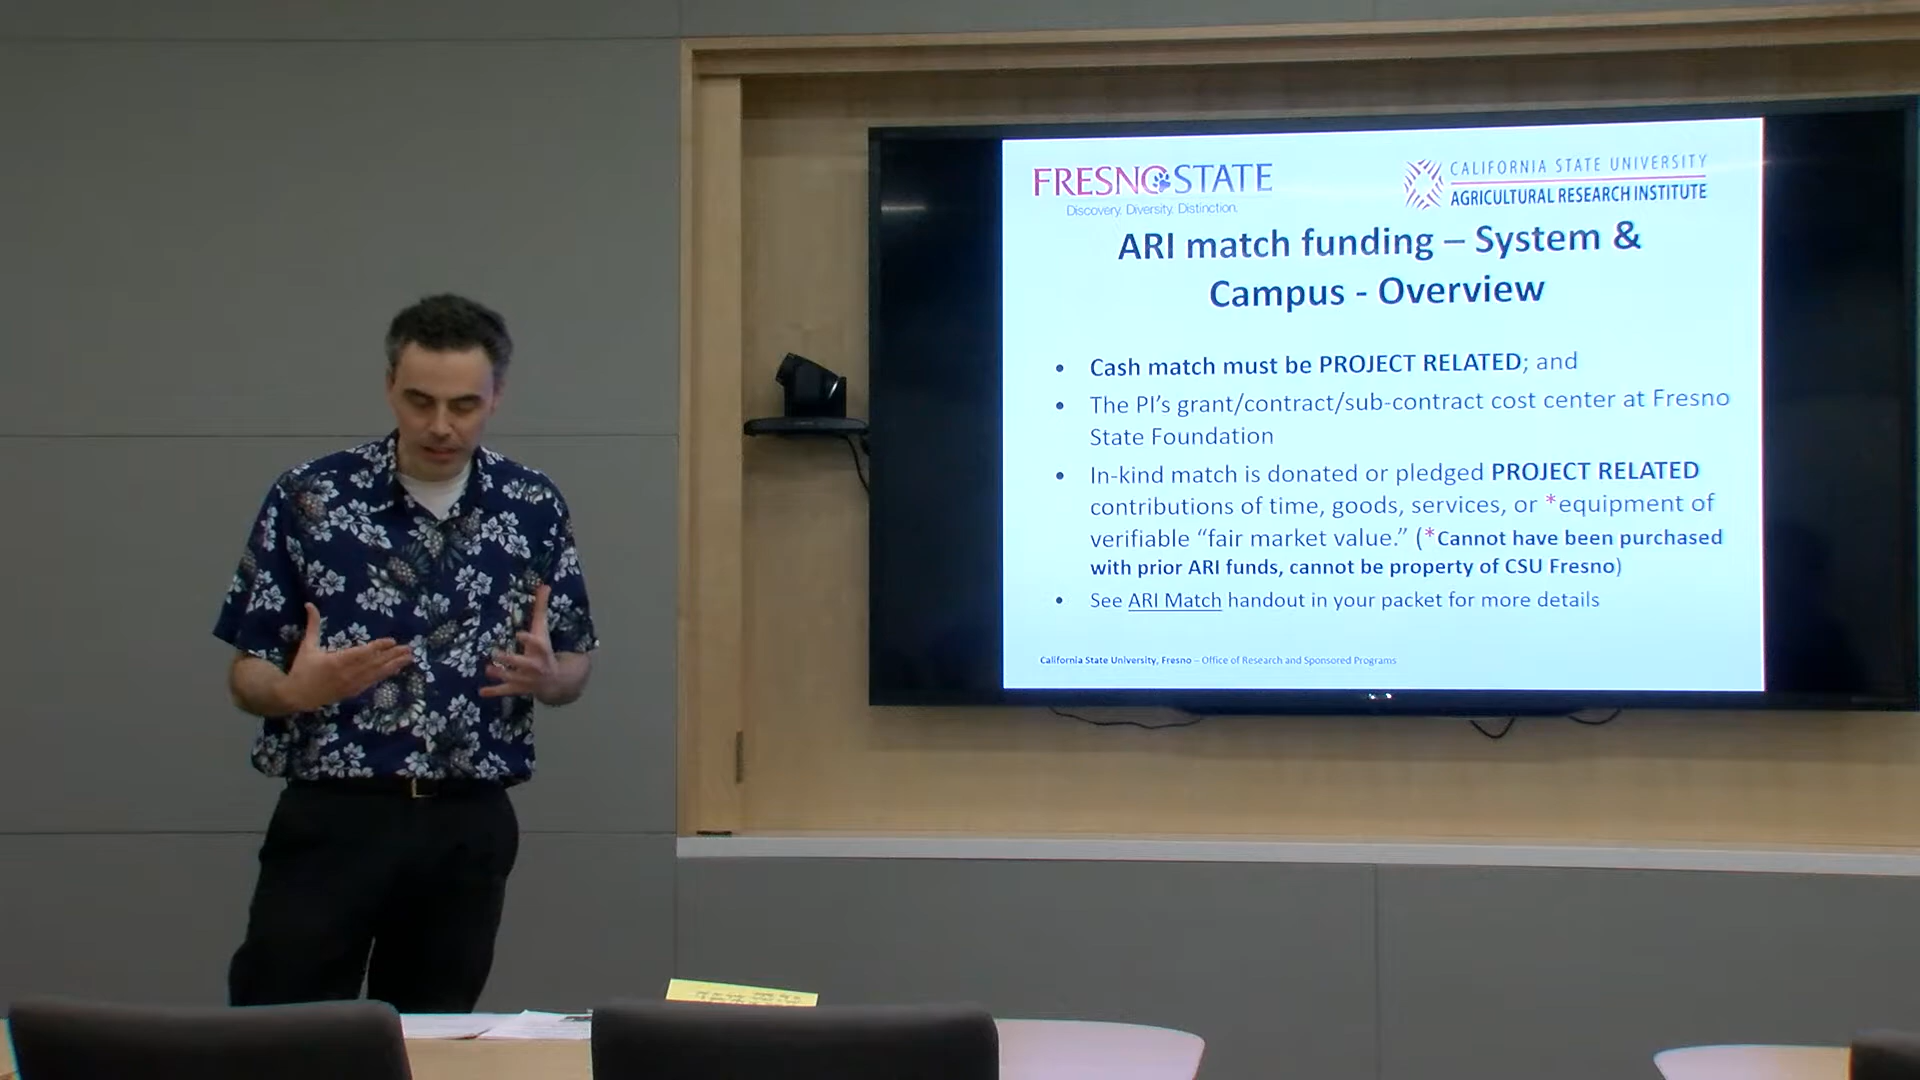 FRESNO STATE
Discovery. Diversity. Distinction.
CALIFORNIA STATE UNIVERSITY
AGRICULTURAL RESEARCH INSTITUTE
ARI match funding – System &
Campus - Overview
• Cash match must be PROJECT RELATED; and
• The PI's grant/contract/sub-contract cost center at Fresno
State Foundation
• In-kind match is donated or pledged PROJECT RELATED
contributions of time, goods, services, or *equipment of
verifiable “fair market value.” (*Cannot have been purchased
with prior ARI funds, cannot be property of CSU Fresno)
• See ARI Match handout in your packet for more details
California State University, Fresno – Office of Research and Sponsored Programs